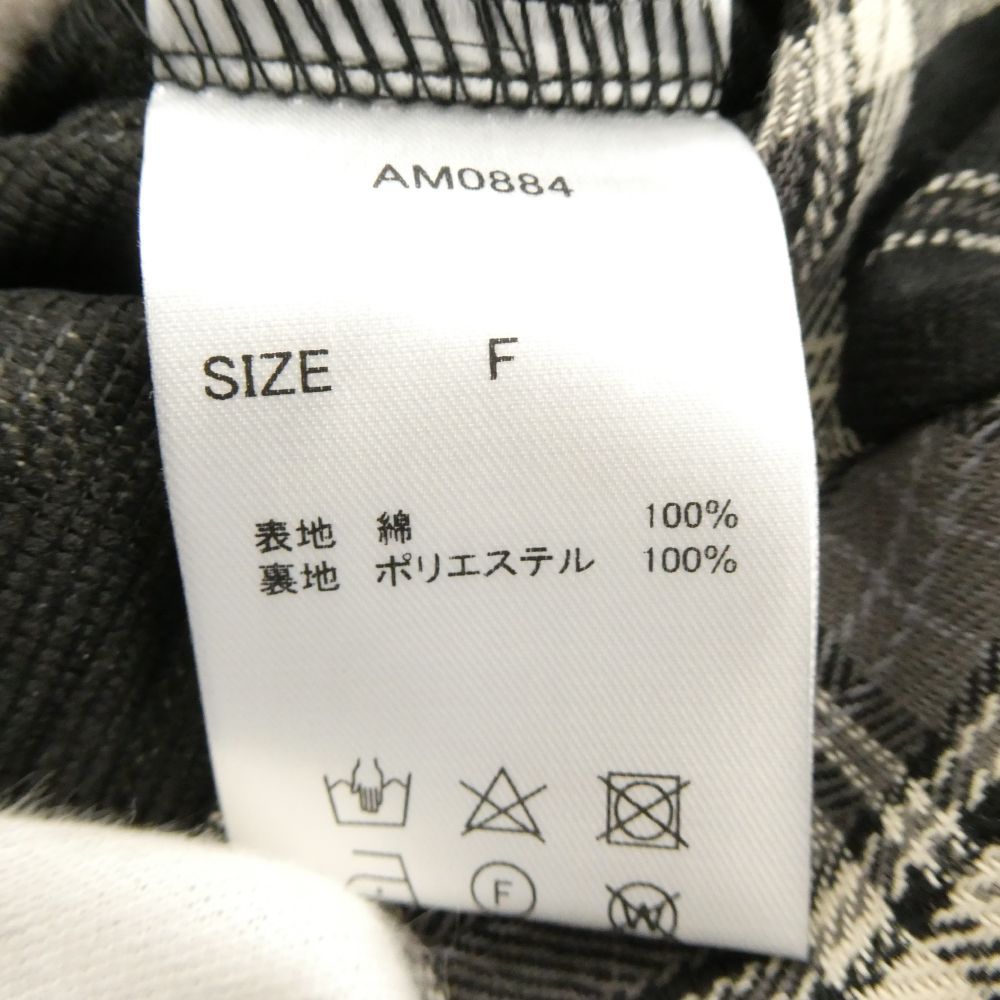 AM0884
SIZE F
表地 綿 100%
裏地 ポリエステル 100%
F
W